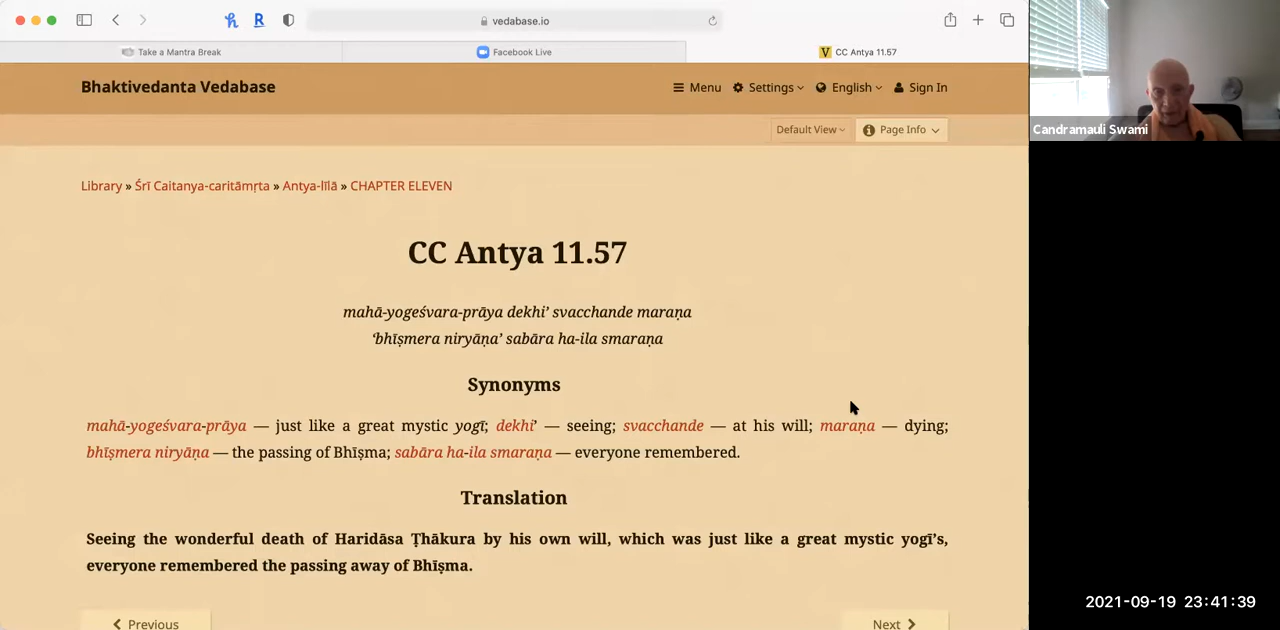 vedabase.io
Take a Mantra Break
Facebook Live
V CC Antya 11.57
Bhaktivedanta Vedabase
Menu Settings English Sign In
Default View Page Info
Library » Śrī Caitanya-caritāmṛta » Antya-līlā » CHAPTER ELEVEN
CC Antya 11.57
mahā-yogeśvara-prāya dekhi’ svacchande maraṇa
‘bhīṣmera niryāṇa’ sabāra ha-ila smaraṇa
Synonyms
mahā-yogeśvara-prāya — just like a great mystic yogī; dekhi’ — seeing; svacchande — at his will; maraṇa — dying;
bhīṣmera niryāṇa — the passing of Bhīṣma; sabāra ha-ila smaraṇa — everyone remembered.
Translation
Seeing the wonderful death of Haridāsa Ṭhākura by his own will, which was just like a great mystic yogī’s,
everyone remembered the passing away of Bhīṣma.
Previous Next
Candramauli Swami
2021-09-19 23:41:39